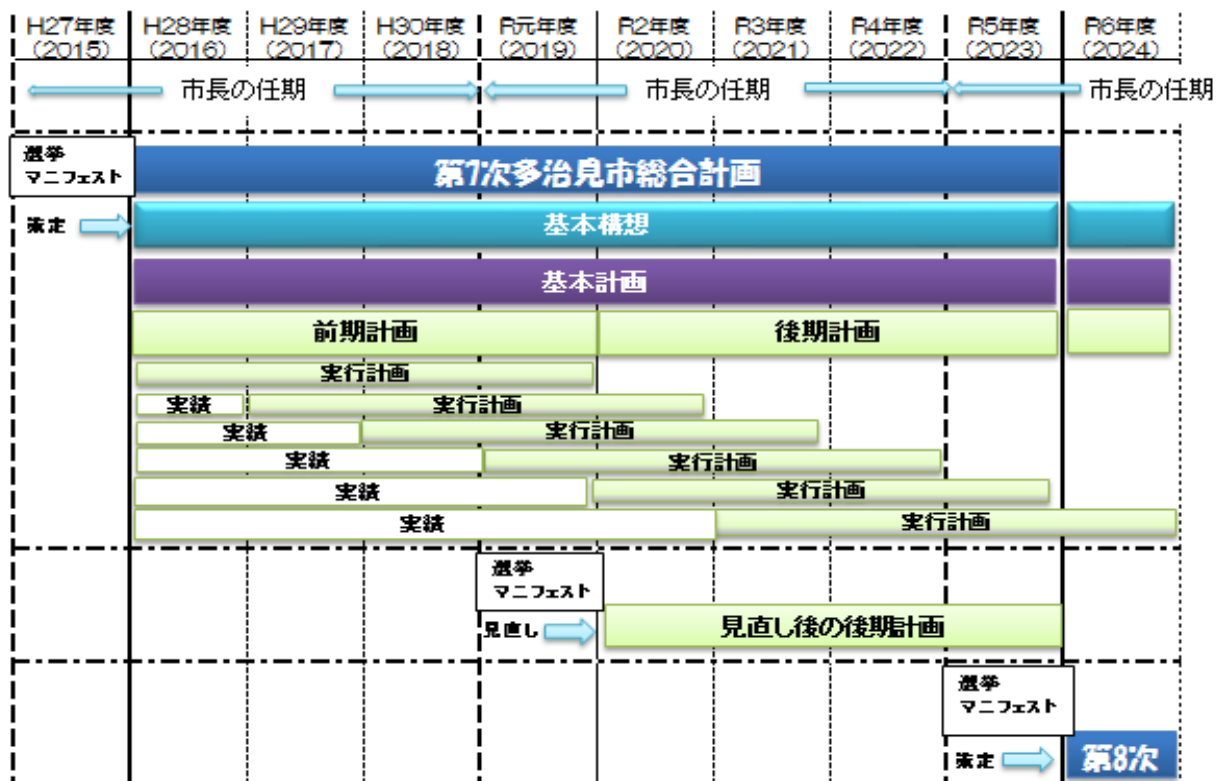 H27年度 H28年度 H29年度 H30年度 R元年度 R2年度 R3年度 R4年度 R5年度 R6年度
(2015) (2016) (2017) (2018) (2019) (2020) (2021) (2022) (2023) (2024)
市長の任期 市長の任期 市長の任期
選挙
マニフェスト
第7次多治見市総合計画
策定
基本構想
基本計画
前期計画 後期計画
実行計画
実績 実行計画
実績 実行計画
実績 実行計画
実績 実行計画
実績 実行計画
選挙
マニフェスト
見直し 見直し後の後期計画
選挙
マニフェスト
策定 第8次